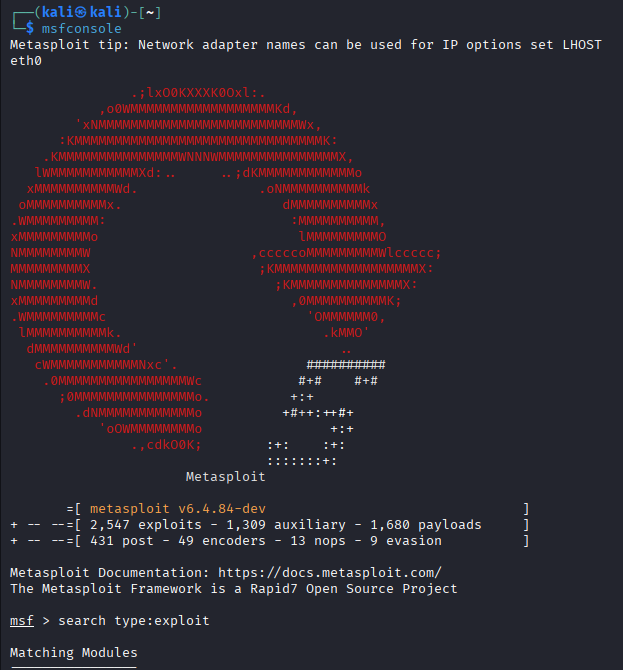 ┌──(kali㉿kali)-[~]
└─$ msfconsole
Metasploit tip: Network adapter names can be used for IP options set LHOST
eth0
.;lxO0KXXXK0Oxl:.
,o0WMMMMMMMMMMMMMMMMMMKd,
'xNMMMMMMMMMMMMMMMMMMMMMMMMMWx,
:KMMMMMMMMMMMMMMMMMMMMMMMMMMMMMMK:
.KMMMMMMMMMMMMMMMWNNNWMMMMMMMMMMMMMMMX,
lWMMMMMMMMMMMXd:..     ..;dKMMMMMMMMMMMMo
xMMMMMMMMMMWd.               .oNMMMMMMMMMMk
oMMMMMMMMMMx.                    dMMMMMMMMMMx
.WMMMMMMMMM:                       :MMMMMMMMMM,
xMMMMMMMMMo                         lMMMMMMMMMO
NMMMMMMMMW                    ,cccccoMMMMMMMMMWlccccc;
MMMMMMMMMX                     ;KMMMMMMMMMMMMMMMMMMX:
NMMMMMMMMW.                      ;KMMMMMMMMMMMMMMX:
xMMMMMMMMMd                        ,0MMMMMMMMMMK;
.WMMMMMMMMMc                         'OMMMMMM0,
lMMMMMMMMMMk.                         .kMMO'
dMMMMMMMMMMWd'                         ..
cWMMMMMMMMMMMNxc'.                ##########
.0MMMMMMMMMMMMMMMMWc            #+#    #+#
;0MMMMMMMMMMMMMMMo.          +:+
.dNMMMMMMMMMMMMo          +#++:++#+
'oOWMMMMMMMMo                +:+
.,cdkO0K;        :+:    :+:
:::::::+:
Metasploit
=[ metasploit v6.4.84-dev                                ]
+ -- --=[ 2,547 exploits - 1,309 auxiliary - 1,680 payloads     ]
+ -- --=[ 431 post - 49 encoders - 13 nops - 9 evasion          ]
Metasploit Documentation: https://docs.metasploit.com/
The Metasploit Framework is a Rapid7 Open Source Project
msf > search type:exploit
Matching Modules